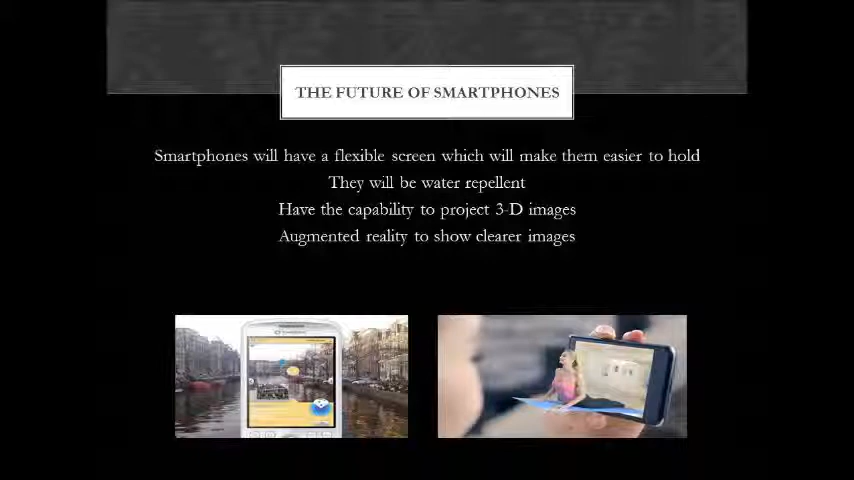 THE FUTURE OF SMARTPHONES
Smartphones will have a flexible screen which will make them easier to hold
They will be water repellent
Have the capability to project 3-D images
Augmented reality to show clearer images